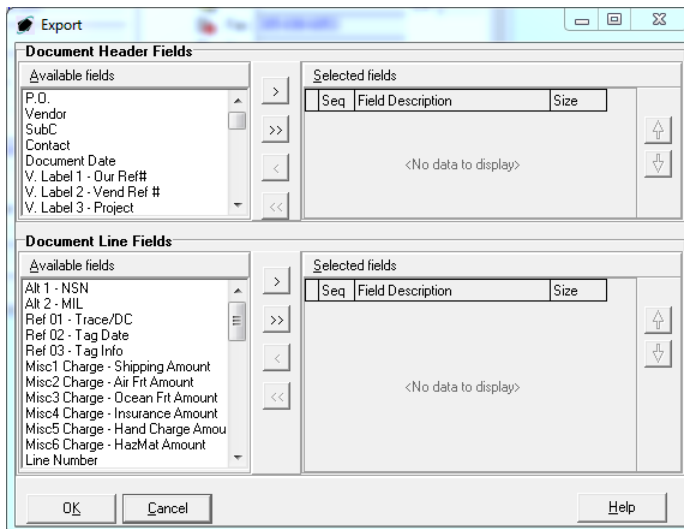 Export
Document Header Fields
Available fields
P.O.
Vendor
SubC
Contact
Document Date
V. Label 1 - Our Ref#
V. Label 2 - Vend Ref #
V. Label 3 - Project
>
>>
<
<<
Selected fields
Seq Field Description Size
<No data to display>
Document Line Fields
Available fields
Alt 1 - NSN
Alt 2 - MIL
Ref 01 - Trace/DC
Ref 02 - Tag Date
Ref 03 - Tag Info
Misc1 Charge - Shipping Amount
Misc2 Charge - Air Frt Amount
Misc3 Charge - Ocean Frt Amount
Misc4 Charge - Insurance Amount
Misc5 Charge - Hand Charge Amou
Misc6 Charge - HazMat Amount
Line Number
>
>>
<
<<
Selected fields
Seq Field Description Size
<No data to display>
OK Cancel Help